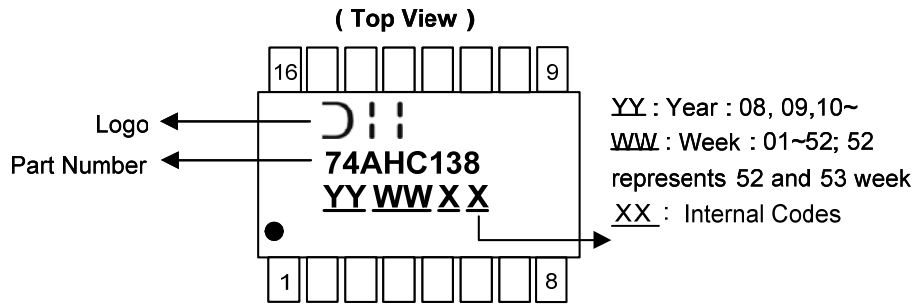 ( Top View )
16 9
Logo
Part Number 74AHC138
YY WW X X
1 8
YY : Year : 08, 09,10~
WW : Week : 01~52; 52
represents 52 and 53 week
XX : Internal Codes